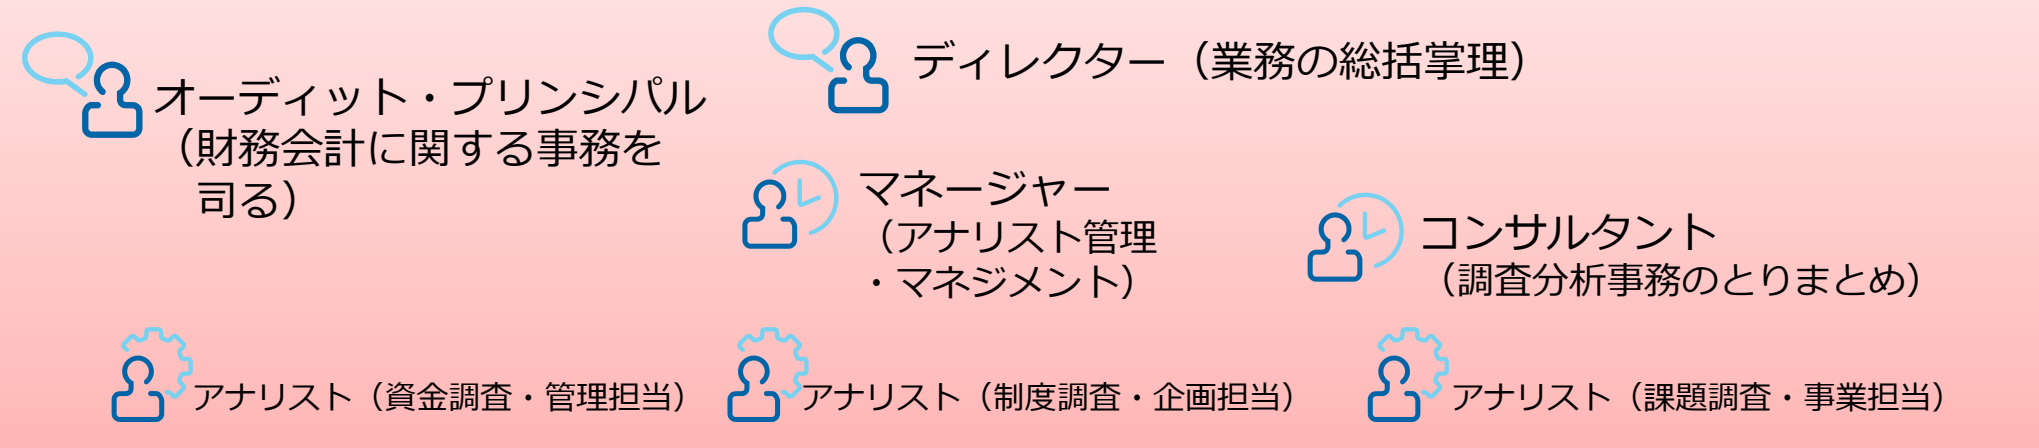 オーディット・プリンシパル
（財務会計に関する事務を
司る）
ディレクター（業務の総括掌理）
マネージャー
（アナリスト管理
・マネジメント）
コンサルタント
（調査分析事務のとりまとめ）
アナリスト（資金調査・管理担当）
アナリスト（制度調査・企画担当）
アナリスト（課題調査・事業担当）